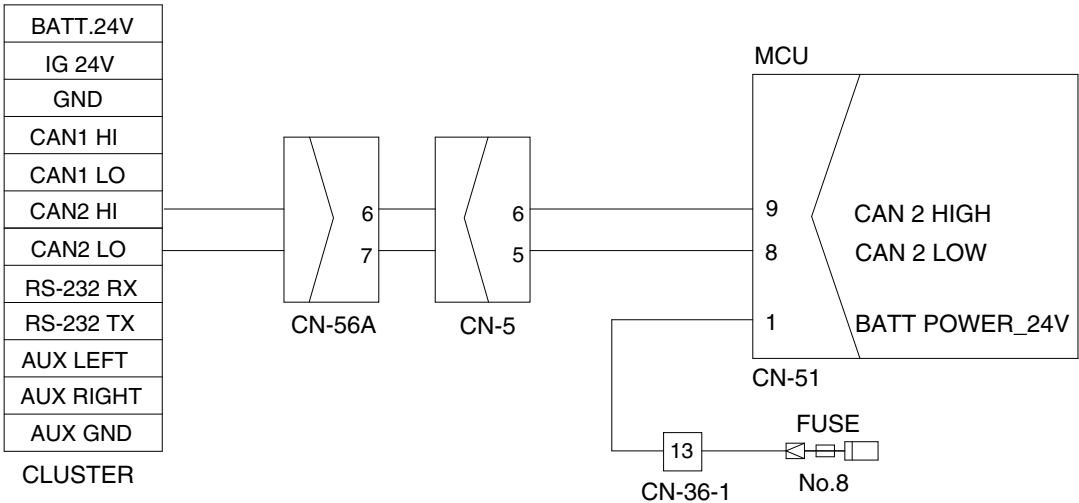 BATT.24V
IG 24V
GND
CAN1 HI
CAN1 LO
CAN2 HI
CAN2 LO
RS-232 RX
RS-232 TX
AUX LEFT
AUX RIGHT
AUX GND
CLUSTER
6
7
CN-56A
6
5
CN-5
MCU
9 CAN 2 HIGH
8 CAN 2 LOW
1 BATT POWER_24V
CN-51
13
CN-36-1
FUSE
No.8